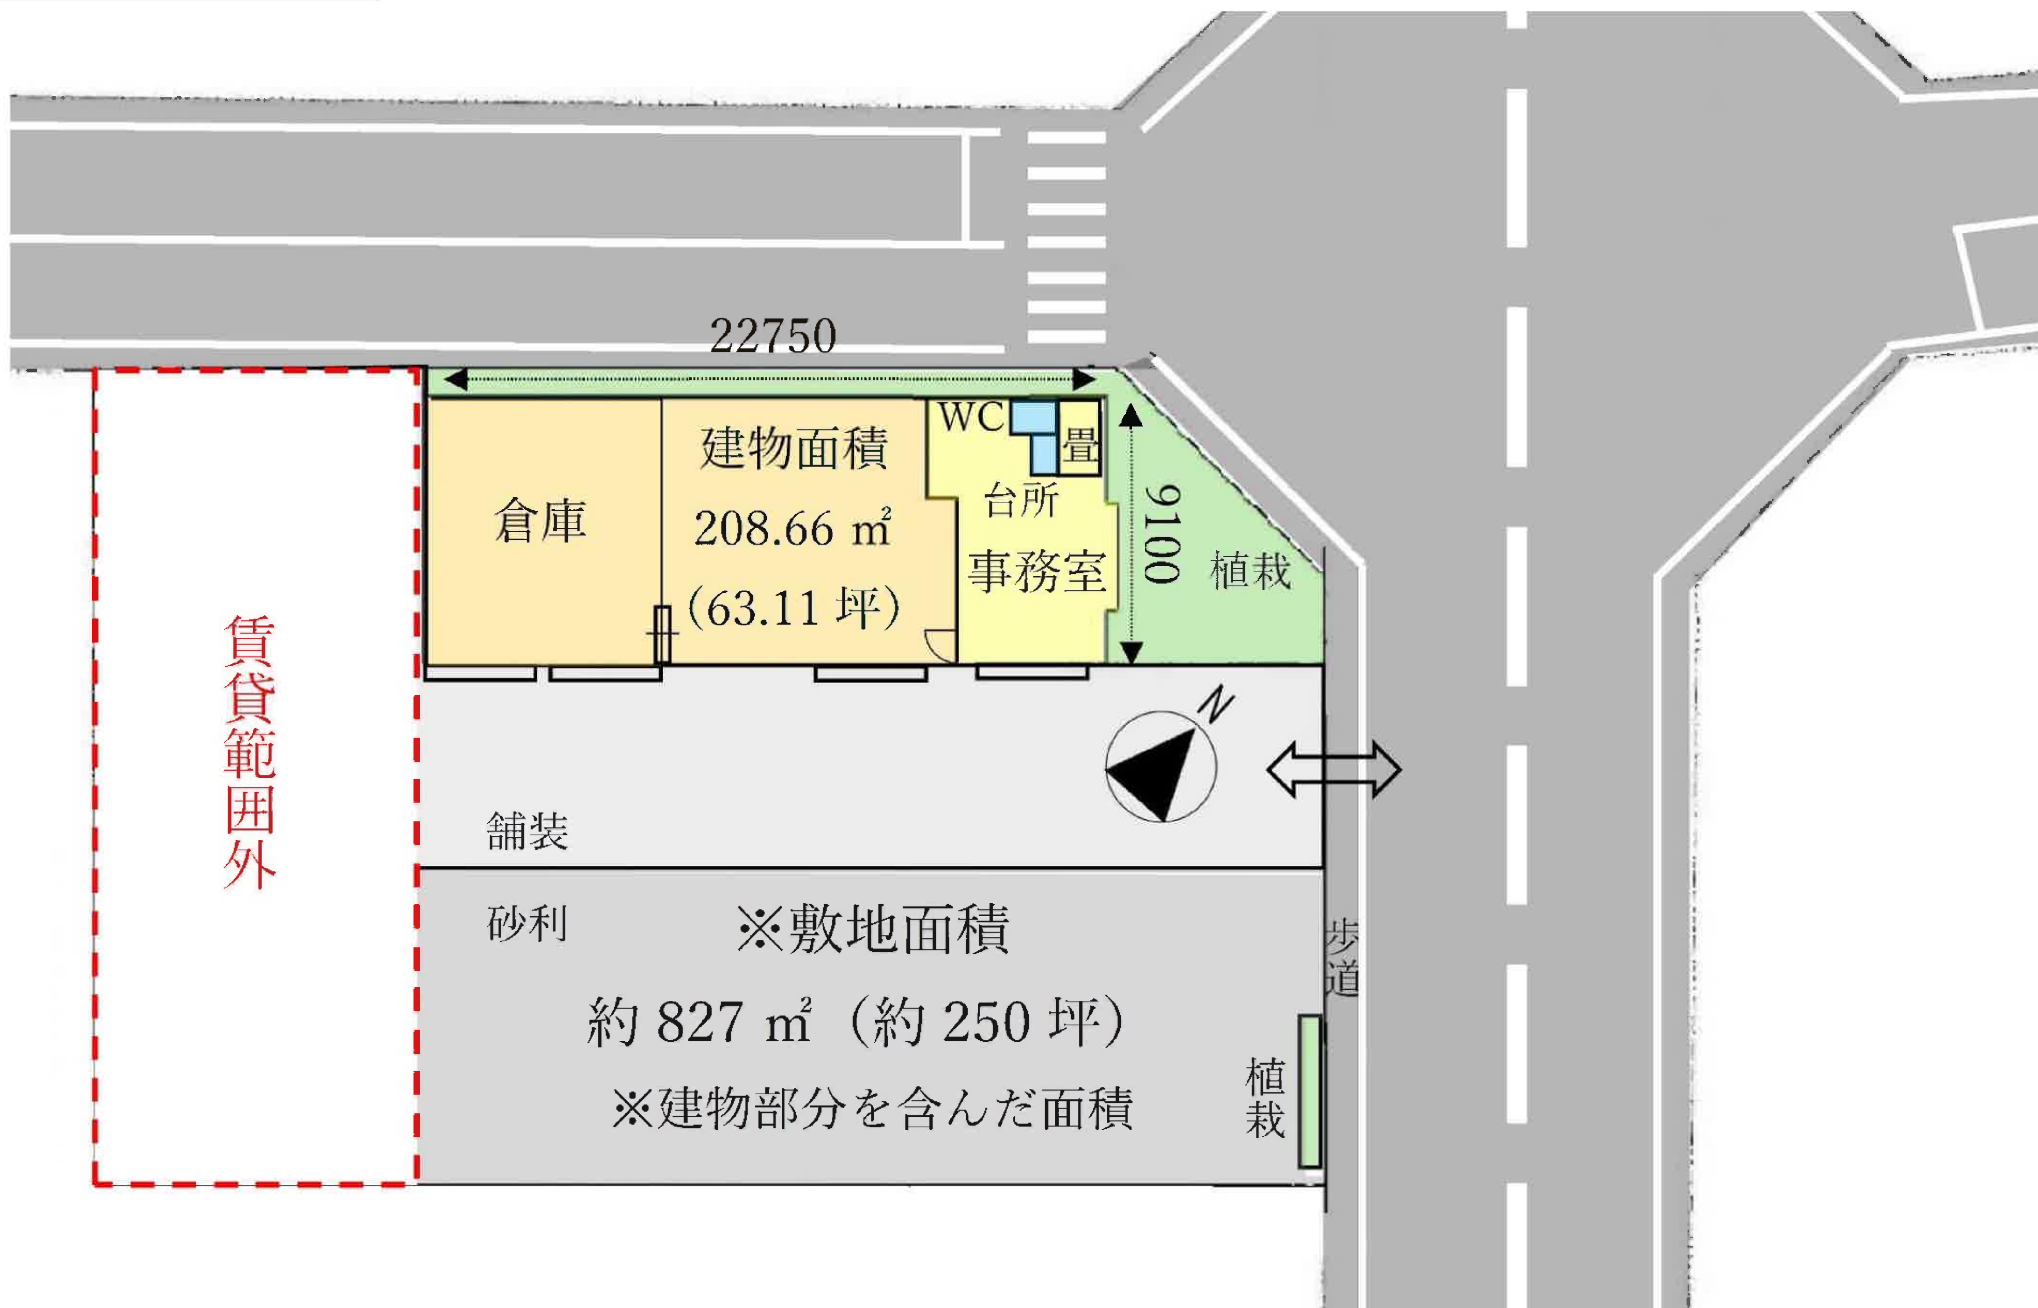 22750
WC
畳
建物面積
208.66 ㎡
(63.11 坪)
倉庫
台所
事務室
9100
植栽
賃貸範囲外
N
舗装
砂利
※敷地面積
約 827 ㎡（約 250 坪）
※建物部分を含んだ面積
歩道
植栽